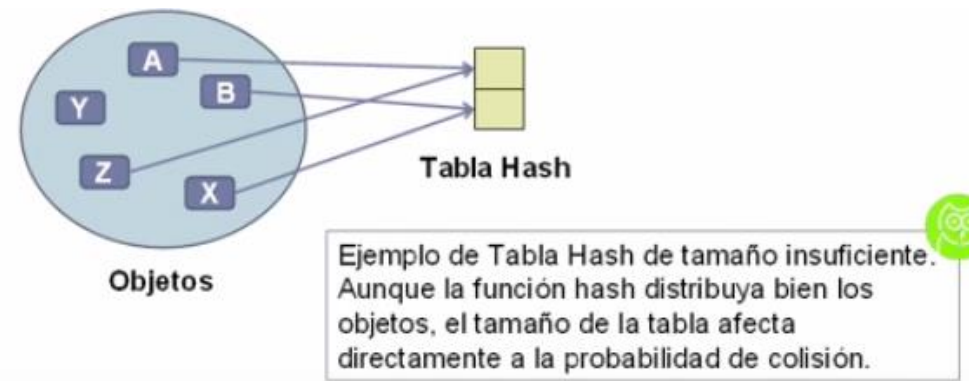 A
B
Y
Z
X
Tabla Hash
Objetos
Ejemplo de Tabla Hash de tamaño insuficiente.
Aunque la función hash distribuya bien los
objetos, el tamaño de la tabla afecta
directamente a la probabilidad de colisión.